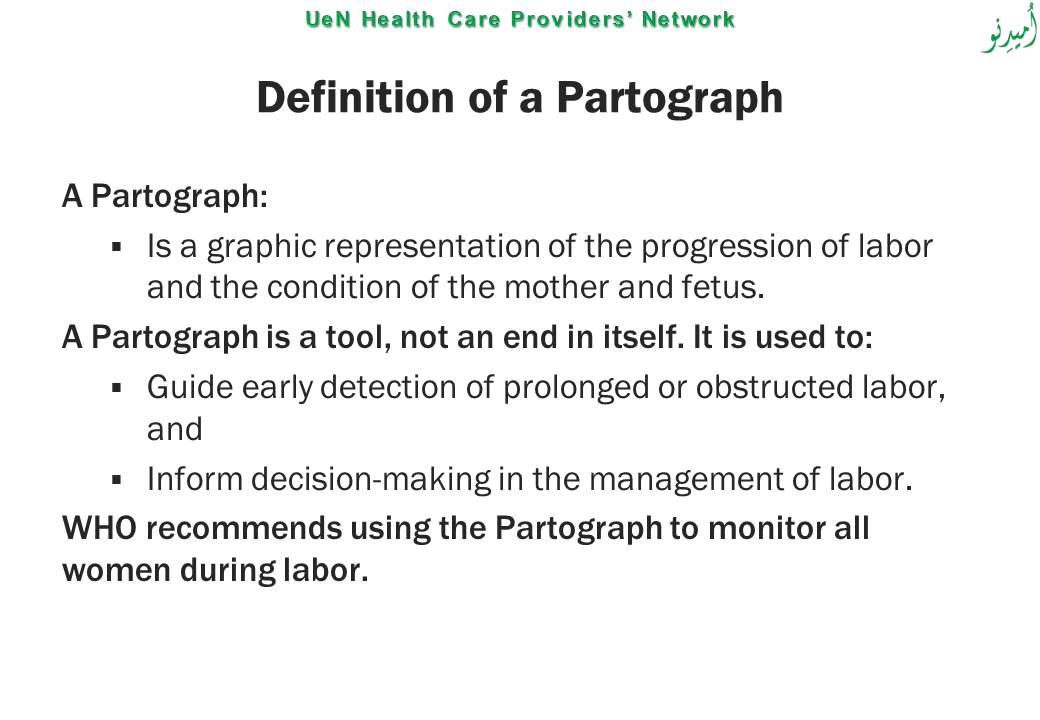 UeN Health Care Providers’ Network
اُمیدِنو
Definition of a Partograph
A Partograph:
▪ Is a graphic representation of the progression of labor
and the condition of the mother and fetus.
A Partograph is a tool, not an end in itself. It is used to:
▪ Guide early detection of prolonged or obstructed labor,
and
▪ Inform decision-making in the management of labor.
WHO recommends using the Partograph to monitor all
women during labor.